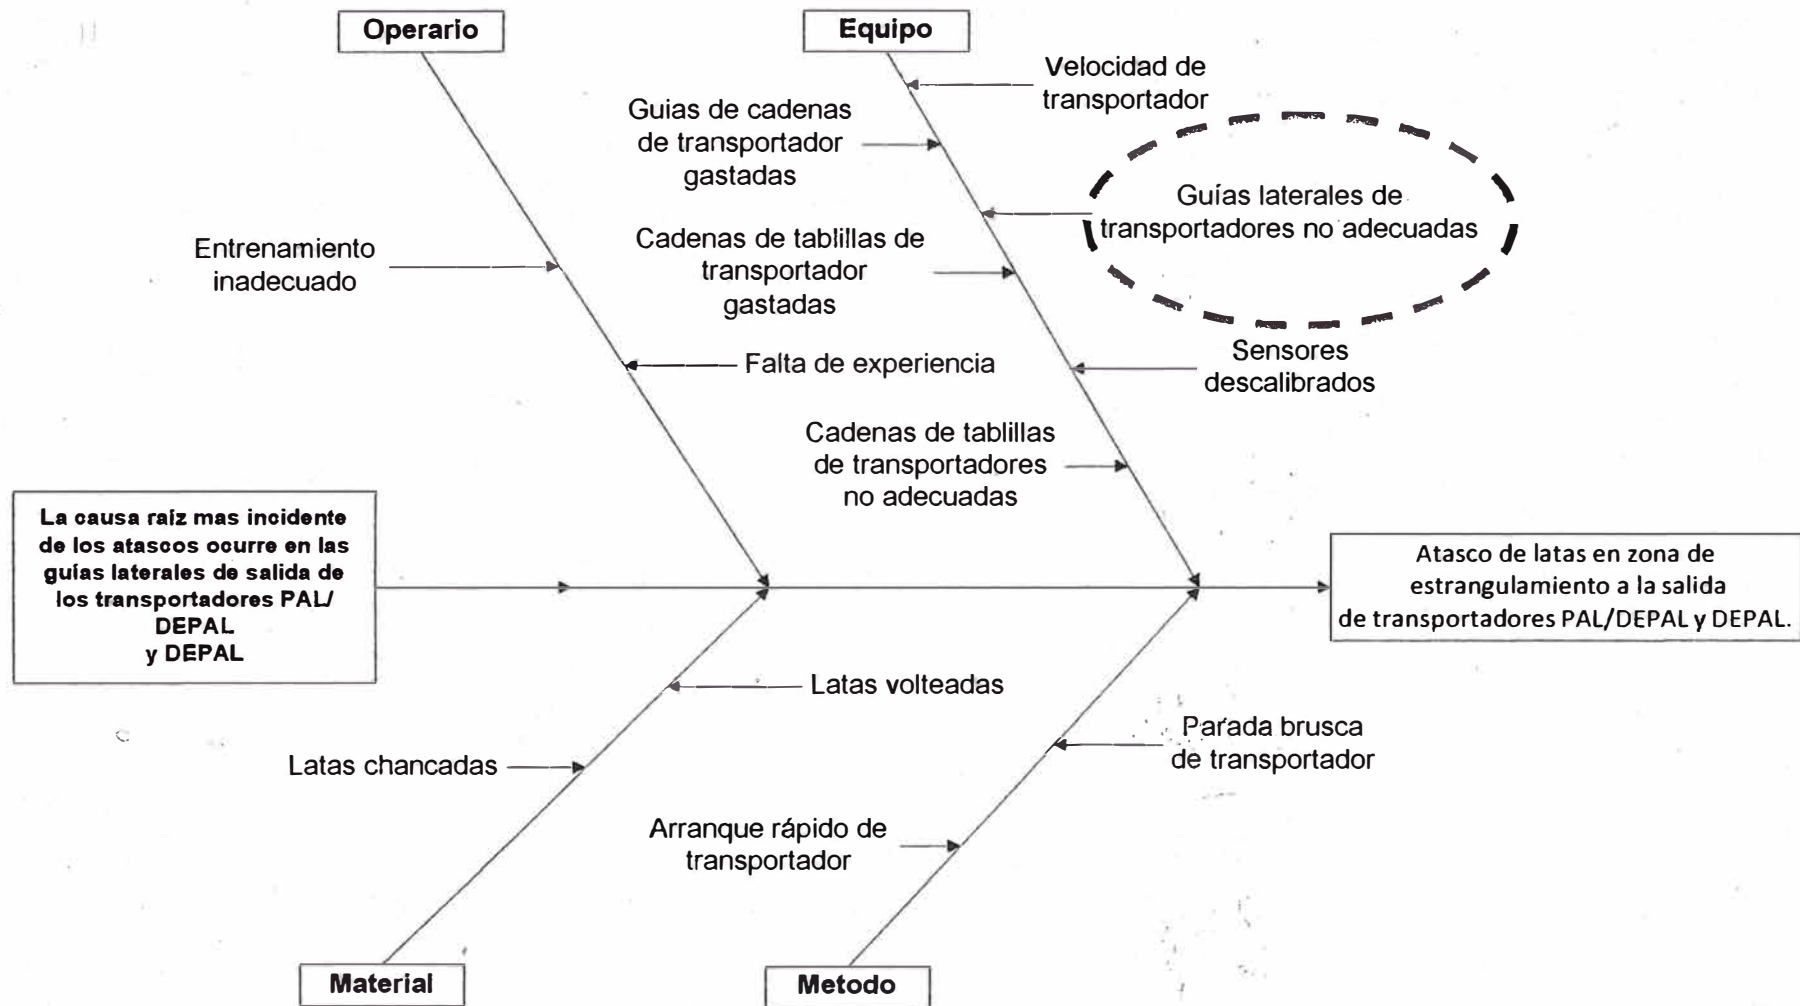 Operario
Equipo
Velocidad de
transportador
Guias de cadenas
de transportador
gastadas
Guías laterales de
transportadores no adecuadas
Entrenamiento
inadecuado
Cadenas de tablillas de
transportador
gastadas
Falta de experiencia
Sensores
descalibrados
Cadenas de tablillas
de transportadores
no adecuadas
La causa raíz mas incidente
de los atascos ocurre en las
guías laterales de salida de
los transportadores PAL/
DEPAL
y DEPAL
Atasco de latas en zona de
estrangulamiento a la salida
de transportadores PAL/DEPAL y DEPAL.
Latas volteadas
Parada brusca
de transportador
Latas chancadas
Arranque rápido de
transportador
Material
Metodo